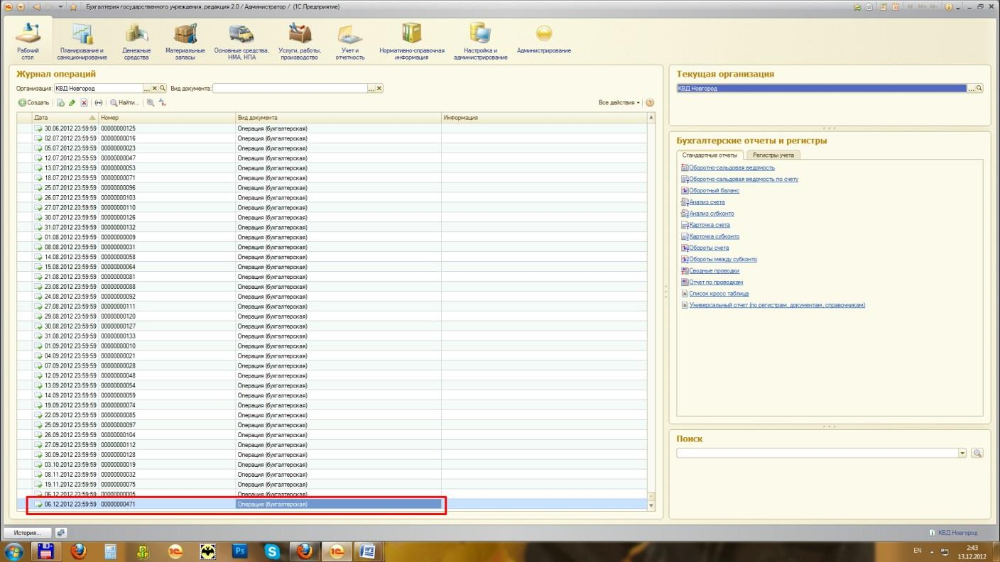 Бухгалтерия государственного учреждения, редакция 2.0 / Администратор / (1С:Предприятие)
M M+ M-
Рабочий стол
Планирование и санкционирование
Денежные средства
Материальные запасы
Основные средства, НМА, НПА
Услуги, работы, производство
Учет и отчетность
Нормативно-справочная информация
Настройка и администрирование
Администрирование
Журнал операций
Организация: КВД Новгород ... Вид документа: ...
Создать Найти... Все действия
Дата Номер Вид документа Информация
30.06.2012 23:59:59 00000000125 Операция (бухгалтерская)
02.07.2012 23:59:59 00000000016 Операция (бухгалтерская)
05.07.2012 23:59:59 00000000023 Операция (бухгалтерская)
12.07.2012 23:59:59 00000000047 Операция (бухгалтерская)
13.07.2012 23:59:59 00000000053 Операция (бухгалтерская)
18.07.2012 23:59:59 00000000071 Операция (бухгалтерская)
25.07.2012 23:59:59 00000000096 Операция (бухгалтерская)
26.07.2012 23:59:59 00000000103 Операция (бухгалтерская)
27.07.2012 23:59:59 00000000110 Операция (бухгалтерская)
30.07.2012 23:59:59 00000000126 Операция (бухгалтерская)
31.07.2012 23:59:59 00000000132 Операция (бухгалтерская)
01.08.2012 23:59:59 00000000009 Операция (бухгалтерская)
08.08.2012 23:59:59 00000000031 Операция (бухгалтерская)
14.08.2012 23:59:59 00000000058 Операция (бухгалтерская)
15.08.2012 23:59:59 00000000064 Операция (бухгалтерская)
21.08.2012 23:59:59 00000000081 Операция (бухгалтерская)
23.08.2012 23:59:59 00000000088 Операция (бухгалтерская)
24.08.2012 23:59:59 00000000092 Операция (бухгалтерская)
27.08.2012 23:59:59 00000000111 Операция (бухгалтерская)
29.08.2012 23:59:59 00000000120 Операция (бухгалтерская)
30.08.2012 23:59:59 00000000127 Операция (бухгалтерская)
31.08.2012 23:59:59 00000000133 Операция (бухгалтерская)
01.09.2012 23:59:59 00000000010 Операция (бухгалтерская)
04.09.2012 23:59:59 00000000021 Операция (бухгалтерская)
07.09.2012 23:59:59 00000000028 Операция (бухгалтерская)
12.09.2012 23:59:59 00000000048 Операция (бухгалтерская)
13.09.2012 23:59:59 00000000054 Операция (бухгалтерская)
14.09.2012 23:59:59 00000000059 Операция (бухгалтерская)
19.09.2012 23:59:59 00000000074 Операция (бухгалтерская)
22.09.2012 23:59:59 00000000085 Операция (бухгалтерская)
25.09.2012 23:59:59 00000000097 Операция (бухгалтерская)
26.09.2012 23:59:59 00000000104 Операция (бухгалтерская)
27.09.2012 23:59:59 00000000112 Операция (бухгалтерская)
30.09.2012 23:59:59 00000000128 Операция (бухгалтерская)
03.10.2012 23:59:59 00000000019 Операция (бухгалтерская)
08.11.2012 23:59:59 00000000032 Операция (бухгалтерская)
19.11.2012 23:59:59 00000000075 Операция (бухгалтерская)
06.12.2012 23:59:59 00000000005 Операция (бухгалтерская)
06.12.2012 23:59:59 00000000471 Операция (бухгалтерская)
Текущая организация
КВД Новгород ...
Бухгалтерские отчеты и регистры
Стандартные отчеты Регистры учета
Оборотно-сальдовая ведомость
Оборотно-сальдовая ведомость по счету
Оборотный баланс
Анализ счета
Анализ субконто
Карточка счета
Карточка субконто
Обороты счета
Обороты между субконто
Сводные проводки
Отчет по проводкам
Список кросс таблица
Универсальный отчет (по регистрам, документам, справочникам)
Поиск
История...
КВД Новгород
1С Ps S 1С W
EN 2:43
13.12.2012